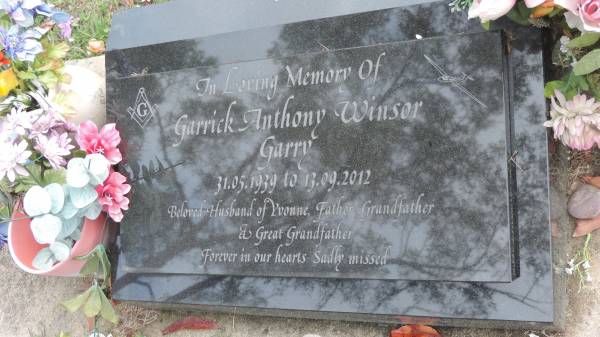 In Loving Memory Of
Garrick Anthony Winsor
Garry
31.05.1939 to 13.09.2012
Beloved Husband of Yvonne, Father, Grandfather
& Great Grandfather
Forever in our hearts Sadly missed